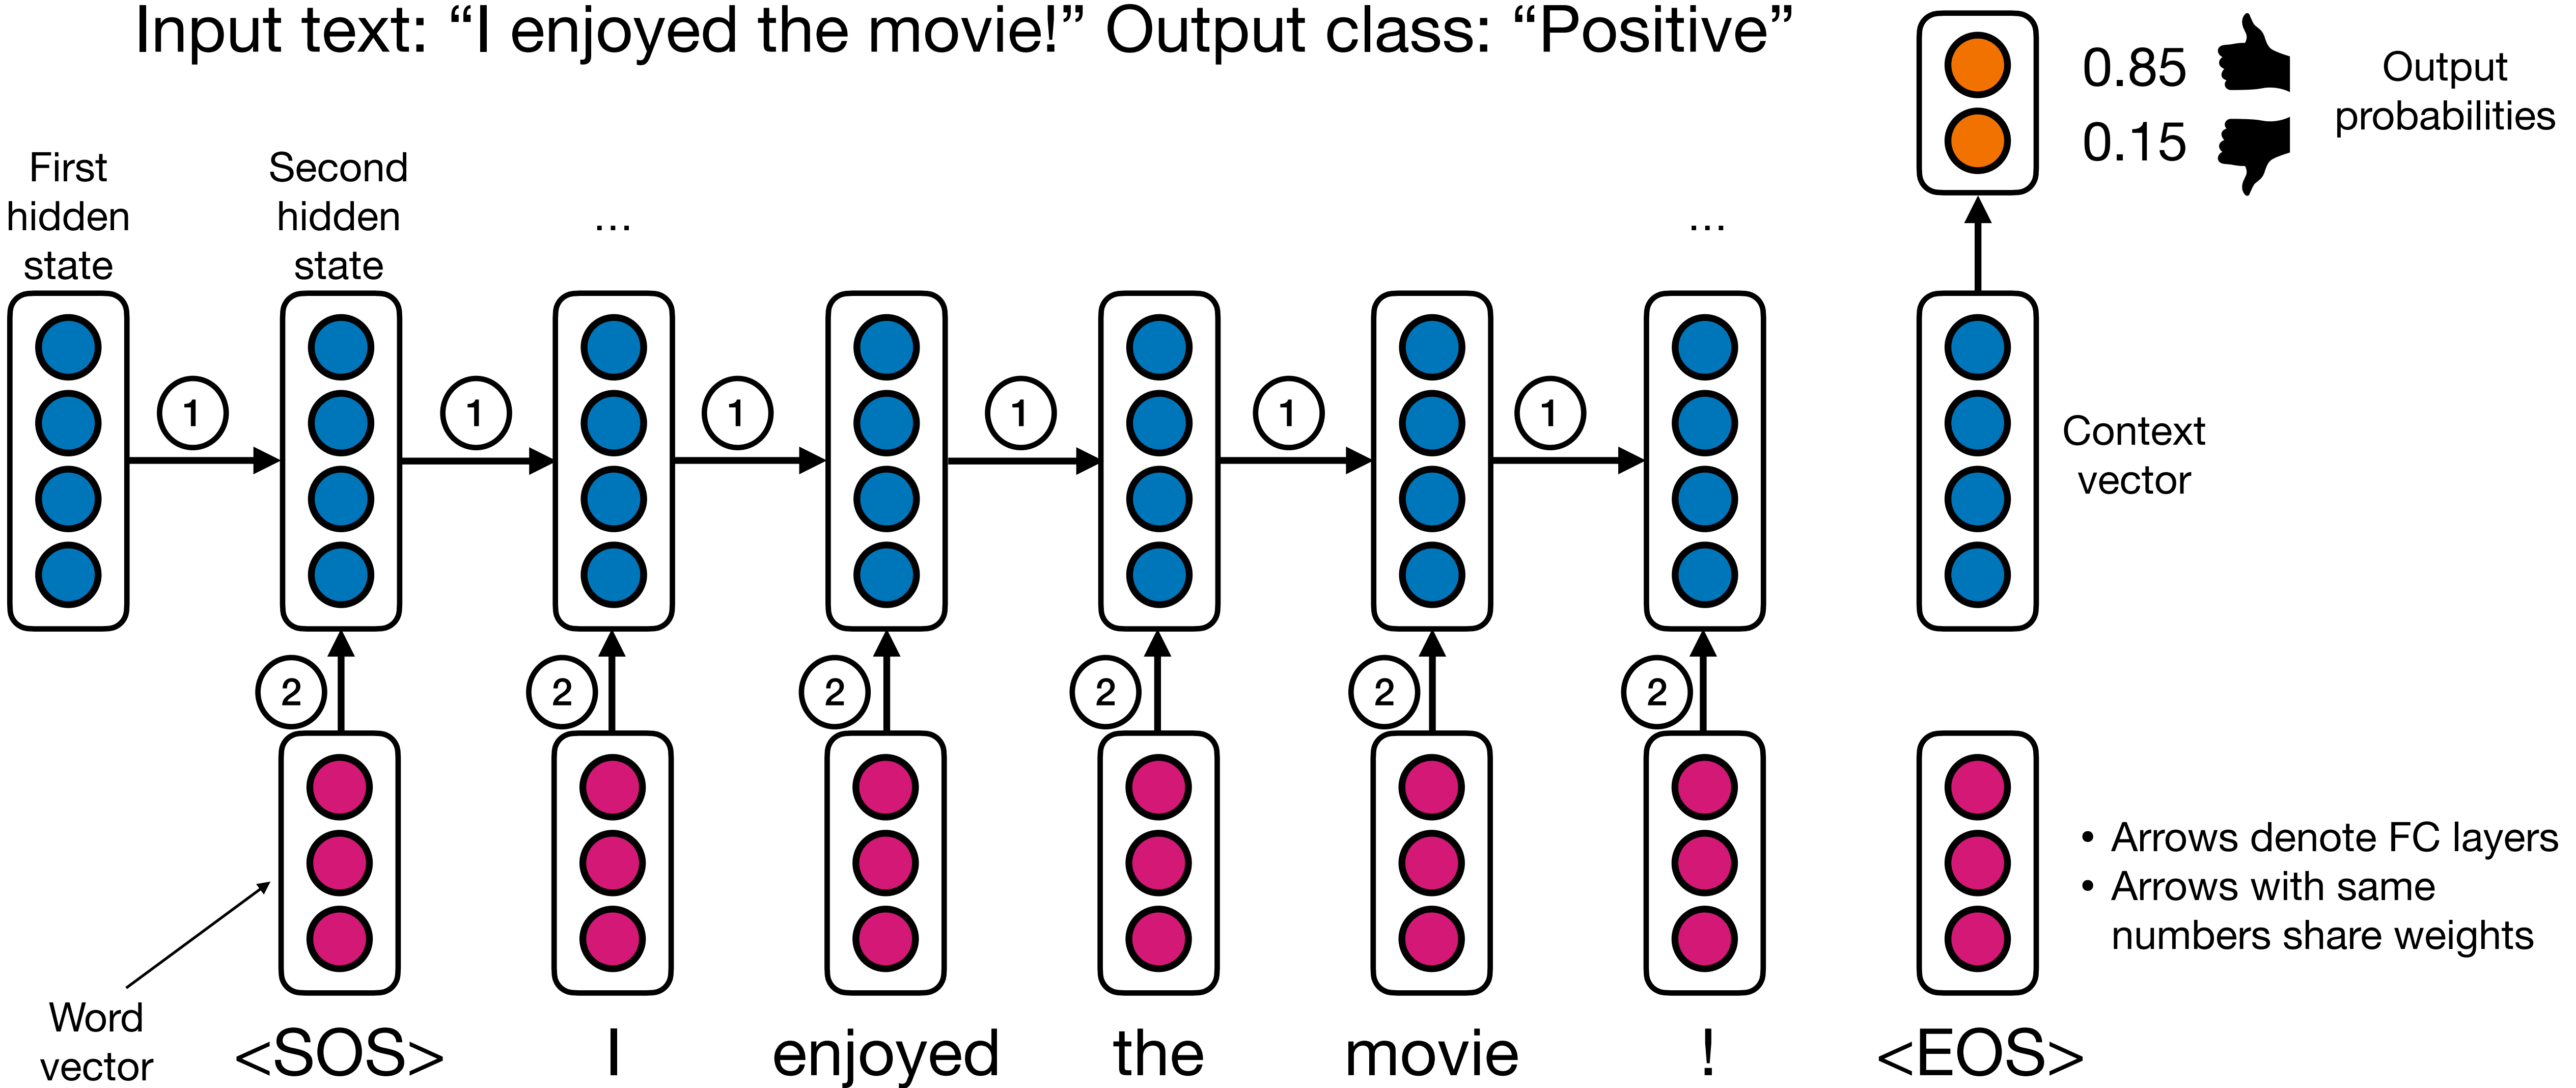 Input text: “I enjoyed the movie!” Output class: “Positive”
0.85
0.15
Output
probabilities
First
hidden
state
Second
hidden
state
...
...
1
1
1
1
1
1
Context
vector
2
2
2
2
2
2
• Arrows denote FC layers
• Arrows with same
numbers share weights
Word
vector
<SOS>
I
enjoyed
the
movie
!
<EOS>